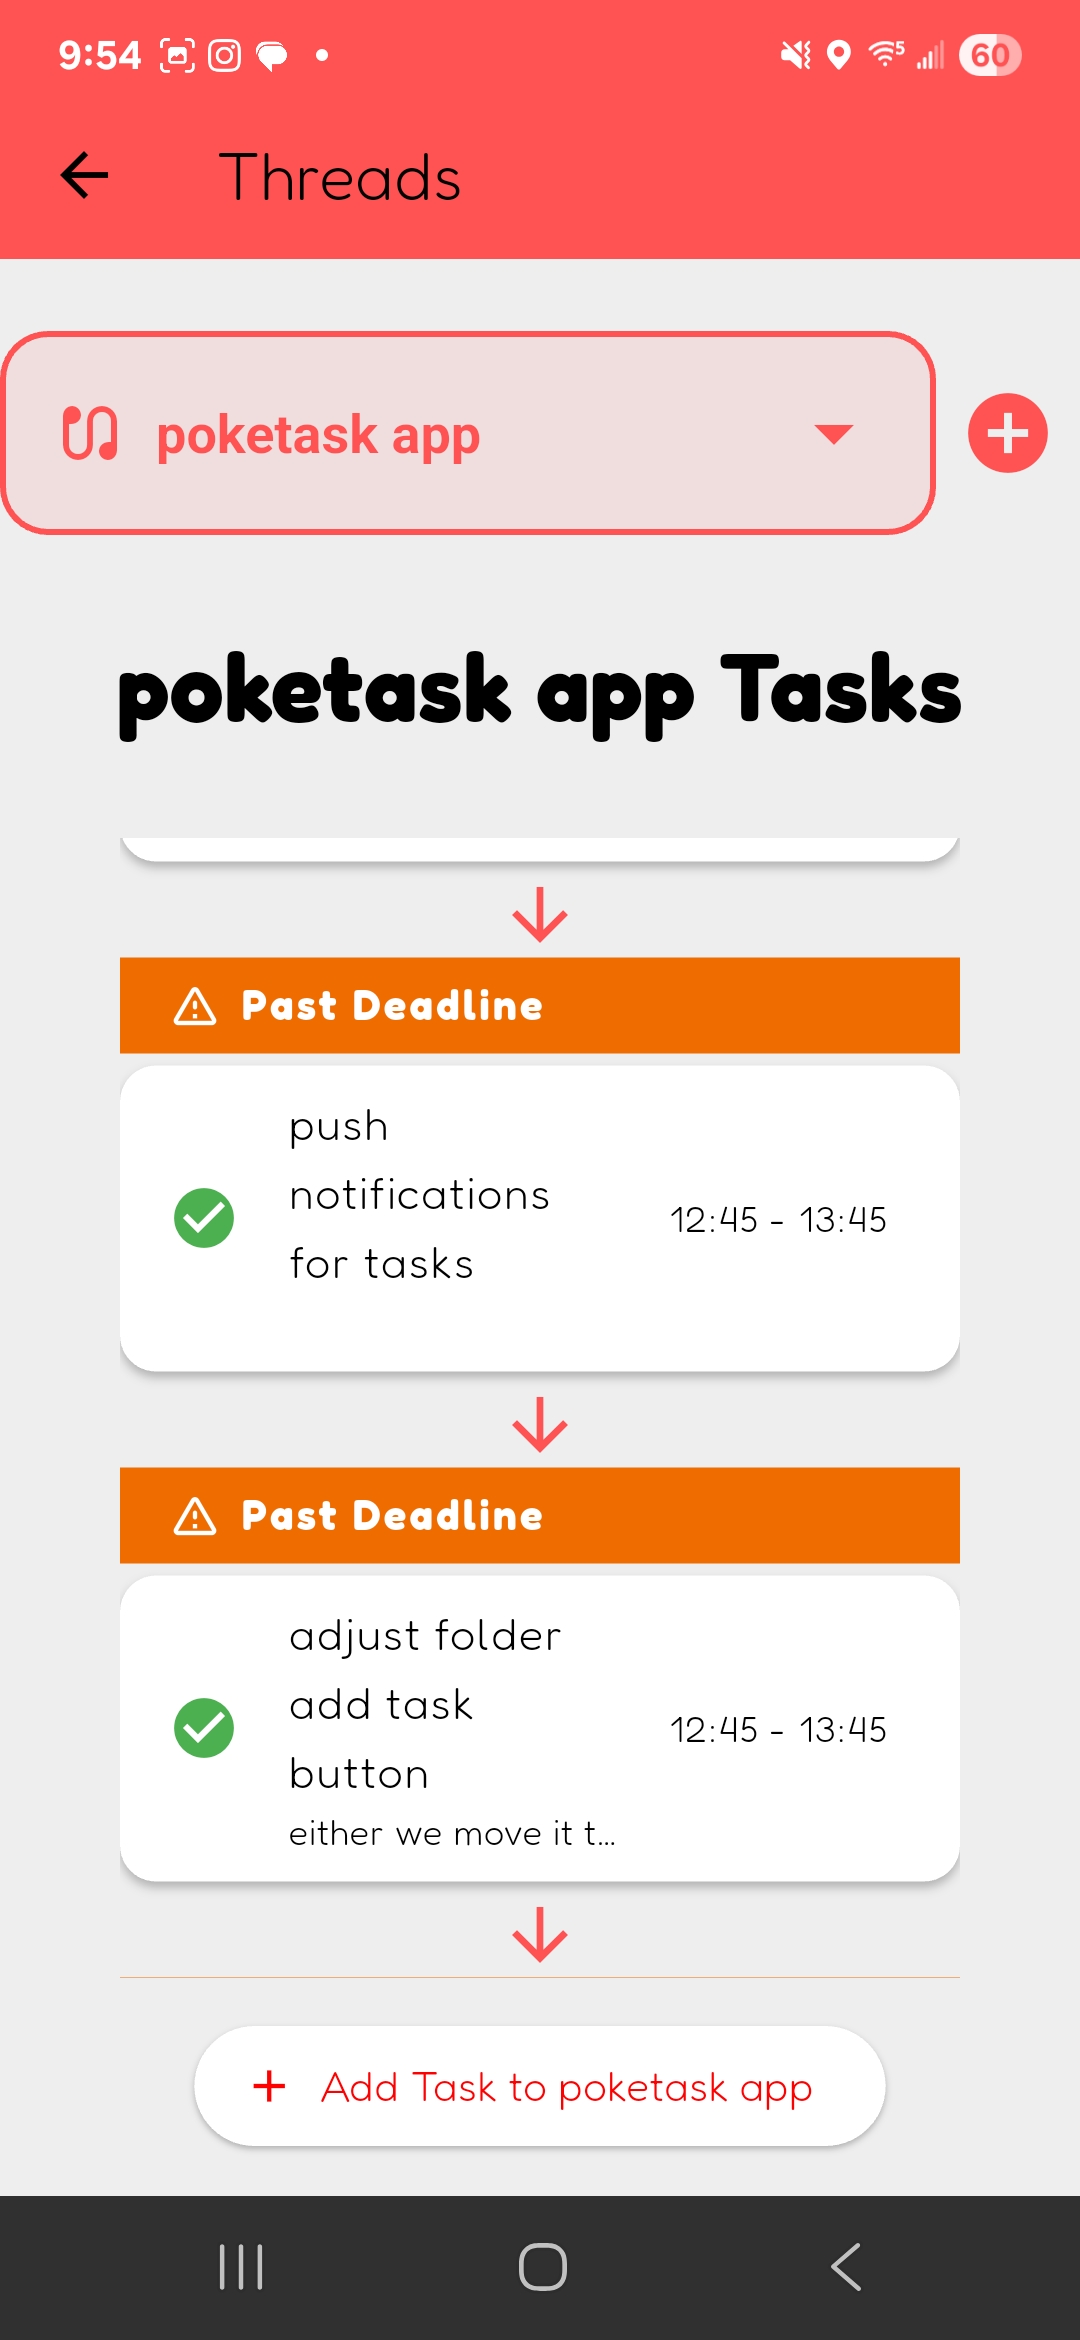 9:54
5
60
Threads
poketask app
poketask app Tasks
Past Deadline
push
notifications
for tasks
12:45 - 13:45
Past Deadline
adjust folder
add task
button
either we move it t...
12:45 - 13:45
+ Add Task to poketask app